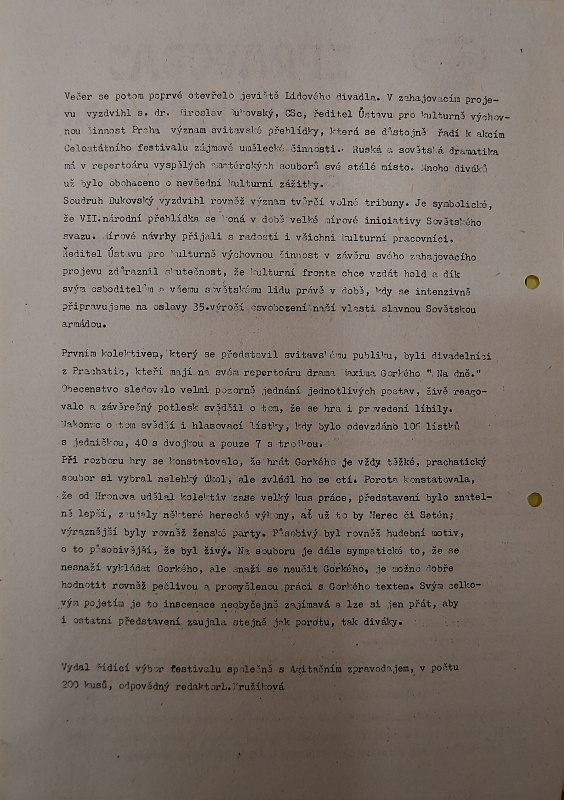 Večer se potom poprvé otevřelo jeviště Lidového divadla. V zahajovacím proje-
vu vyzdvihl s. dr. Miroslav Dukovský, CSc, ředitel Ústavu pro kulturně výchov-
nou činnost Praha význam svitavské přehlídky, která se důstojně řadí k akcím
Celostátního festivalu zájmové umělecké činnosti. Ruská a sovětská dramatika
má v repertoáru vyspělých amatérských souborů své stálé místo. Mnoho diváků
už bylo obohaceno o nevšední kulturní zážitky.
Soudruh Dukovský vyzdvihl rovněž význam tvůrčí volné tribuny. Je symbolické,
že VII.národní přehlídka se koná v době velké mírové iniciativy Sovětského
svazu. Mírové návrhy přijali s radostí i všichni kulturní pracovníci.
Ředitel Ústavu pro kulturně výchovnou činnost v závěru svého zahajovacího
projevu zdůraznil skutečnost, že kulturní fronta chce vzdát hold a dík
svým osboditelům a všemu sovětskému lidu právě v době, kdy se intenzivně
připravujeme na oslavy 35.výročí osvobození naší vlasti slavnou Sovětskou
armádou.
Prvním kolektivem, který se představil svitavskému publiku, byli divadelníci
z Prachatic, kteří mají na svém repertoáru drama Maxima Gorkého " Na dně."
Obecenstvo sledovalo velmi pozorně jednání jednotlivých postav, živě reago-
valo a závěrečný potlesk svědčil o tom, že se hra i provedení líbily.
Nakonec o tom svědčí i hlasovací lístky, kdy bylo odevzdáno lístků
s jedničkou, 40 s dvojkou a pouze 7 s trojkou.
Při rozboru hry se konstatovalo, že hrát Gorkého je vždy těžké, prachatický
soubor si vybral nelehký úkol, ale zvládl ho se ctí. Porota konstatovala,
že od Hronova udělal kolektiv zase velký kus práce, představení bylo znatel-
ně lepší, zaujaly některé herecké výkony, ať už to by Herec či Satén;
výraznější byly rovněž ženské party. Působivý byl rovněž hudební motiv,
o to působivější, že byl živý. Na souboru je dále sympatické to, že se
nesnaží vykládat Gorkého, ale snaží se naučit Gorkého, je možno dobře
hodnotit rovněž pečlivou a promyšlenou práci s Gorkého textem. Svým celko-
vým pojetím je to inscenace neobyčejně zajímavá a lze si jen přát, aby
i ostatní představení zaujala stejně jak porotu, tak diváky.
Vydal řídící výbor festivalu společně s Agitačním zpravodajem, v počtu
200 kusů, odpovědný redaktorL.Družíková